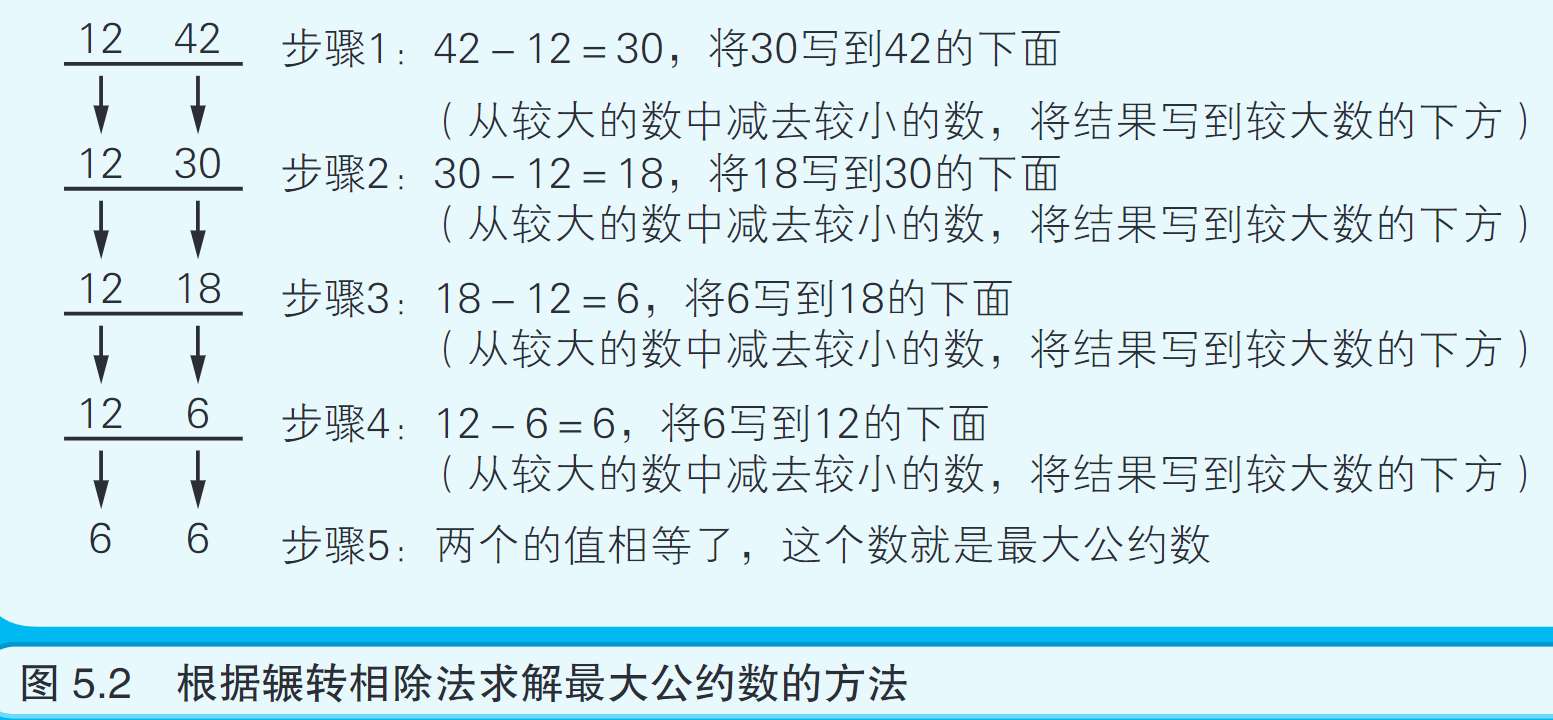 12 42 步骤1：42－12＝30，将30写到42的下面
（从较大的数中减去较小的数，将结果写到较大数的下方）
12 30 步骤2：30－12＝18，将18写到30的下面
（从较大的数中减去较小的数，将结果写到较大数的下方）
12 18 步骤3：18－12＝6，将6写到18的下面
（从较大的数中减去较小的数，将结果写到较大数的下方）
12 6 步骤4：12－6＝6，将6写到12的下面
（从较大的数中减去较小的数，将结果写到较大数的下方）
6 6 步骤5：两个的值相等了，这个数就是最大公约数
图 5.2 根据辗转相除法求解最大公约数的方法